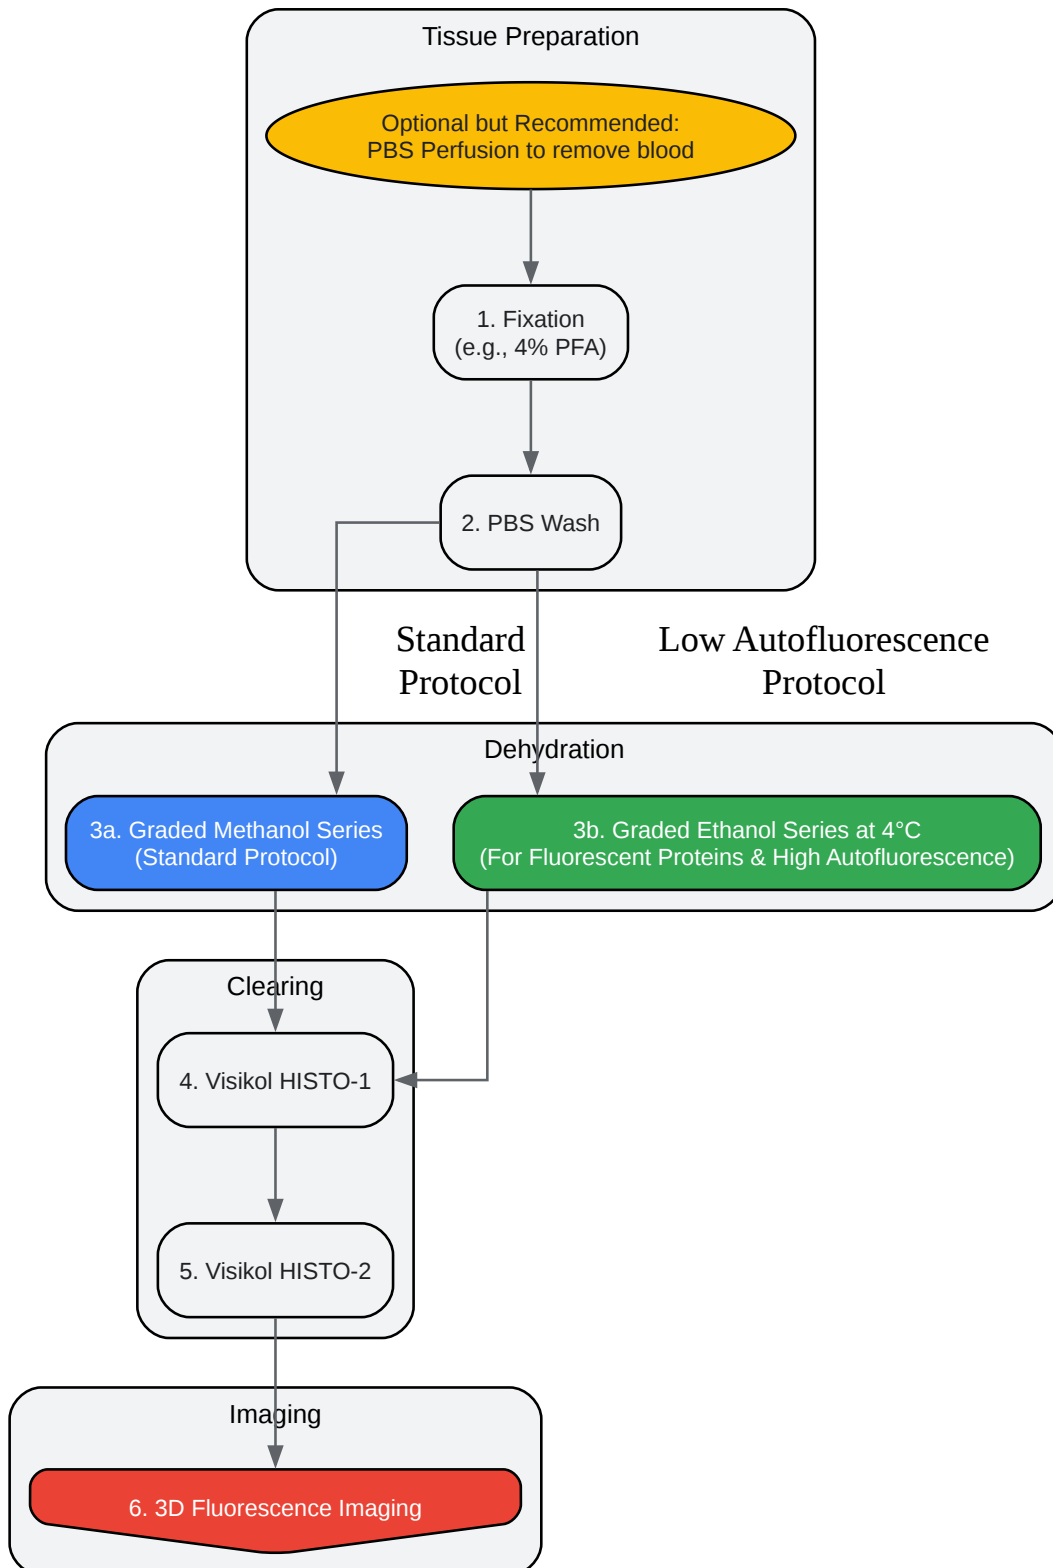 Tissue Preparation
Optional but Recommended:
PBS Perfusion to remove blood
1. Fixation
(e.g., 4% PFA)
2. PBS Wash
Standard
Protocol
Low Autofluorescence
Protocol
Dehydration
3a. Graded Methanol Series
(Standard Protocol)
3b. Graded Ethanol Series at 4°C
(For Fluorescent Proteins & High Autofluorescence)
Clearing
4. Visikol HISTO-1
5. Visikol HISTO-2
Imaging
6. 3D Fluorescence Imaging